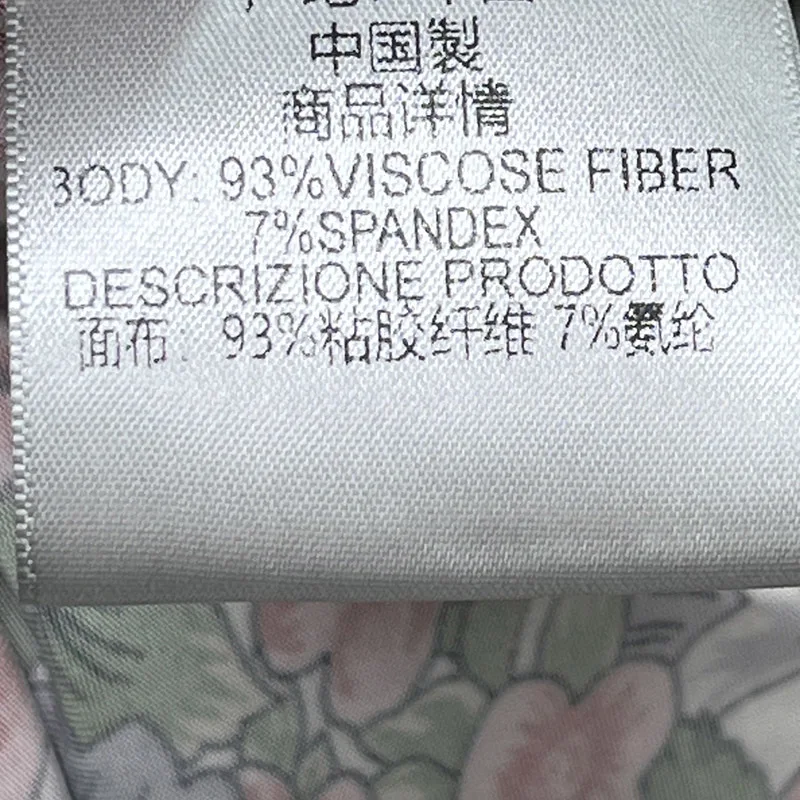 中国製
商品详情
BODY: 93%VISCOSE FIBER
7%SPANDEX
DESCRIZIONE PRODOTTO
面布: 93%粘胶纤维 7%氨纶